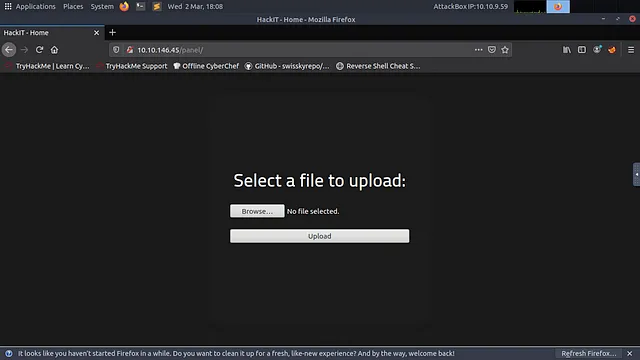 Applications Places System Wed 2 Mar, 18:08 AttackBox IP:10.10.9.59
HackIT - Home - Mozilla Firefox
HackIT - Home
10.10.146.45/panel/
TryHackMe | Learn Cy… TryHackMe Support Offline CyberChef GitHub - swisskyrepo/… Reverse Shell Cheat S…
Select a file to upload:
Browse… No file selected.
Upload
It looks like you haven't started Firefox in a while. Do you want to clean it up for a fresh, like-new experience? And by the way, welcome back! Refresh Firefox…